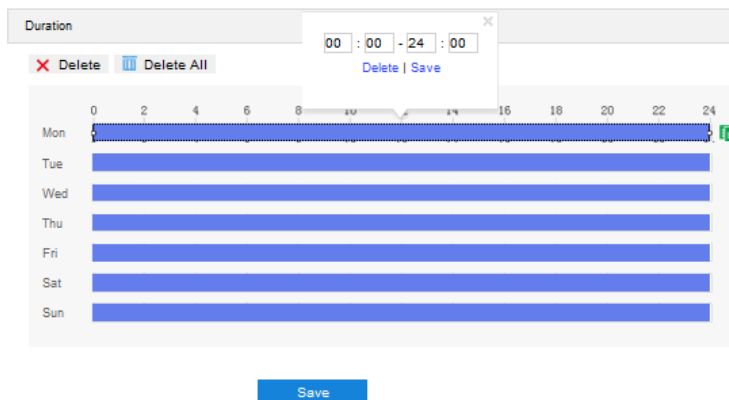 Duration
00 : 00 - 24 : 00
Delete | Save
Delete Delete All
0 2 4 6 8 10 12 14 16 18 20 22 24
Mon
Tue
Wed
Thu
Fri
Sat
Sun
Save